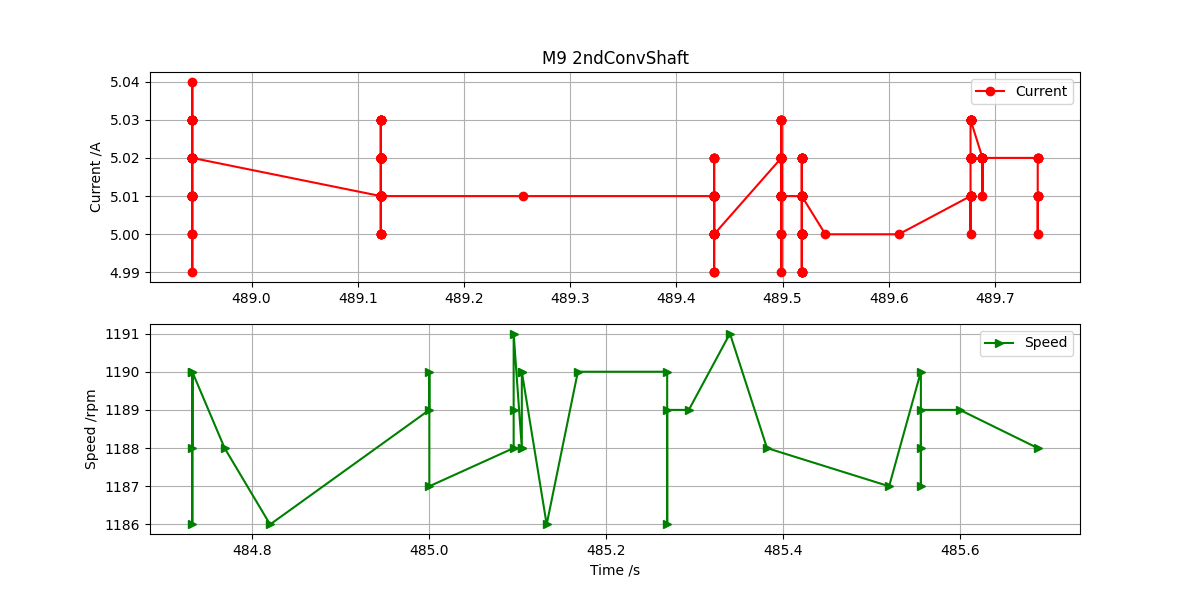 M9 2ndConvShaft
5.04
5.03
5.02
5.01
5.00
4.99
Current /A
Current
489.0 489.1 489.2 489.3 489.4 489.5 489.6 489.7
1191
1190
1189
1188
1187
1186
Speed /rpm
Speed
484.8 485.0 485.2 485.4 485.6
Time /s